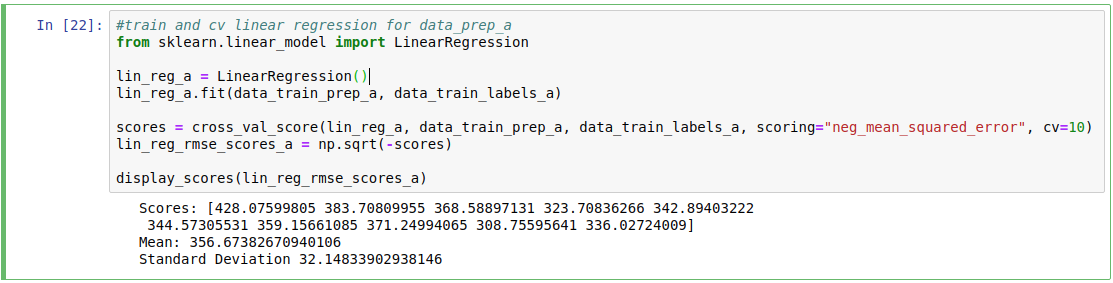 In [22]: #train and cv linear regression for data_prep_a
from sklearn.linear_model import LinearRegression
lin_reg_a = LinearRegression()
lin_reg_a.fit(data_train_prep_a, data_train_labels_a)
scores = cross_val_score(lin_reg_a, data_train_prep_a, data_train_labels_a, scoring="neg_mean_squared_error", cv=10)
lin_reg_rmse_scores_a = np.sqrt(-scores)
display_scores(lin_reg_rmse_scores_a)
Scores: [428.07599805 383.70809955 368.58897131 323.70836266 342.89403222
344.57305531 359.15661085 371.24994065 308.75595641 336.02724009]
Mean: 356.67382670940106
Standard Deviation 32.14833902938146